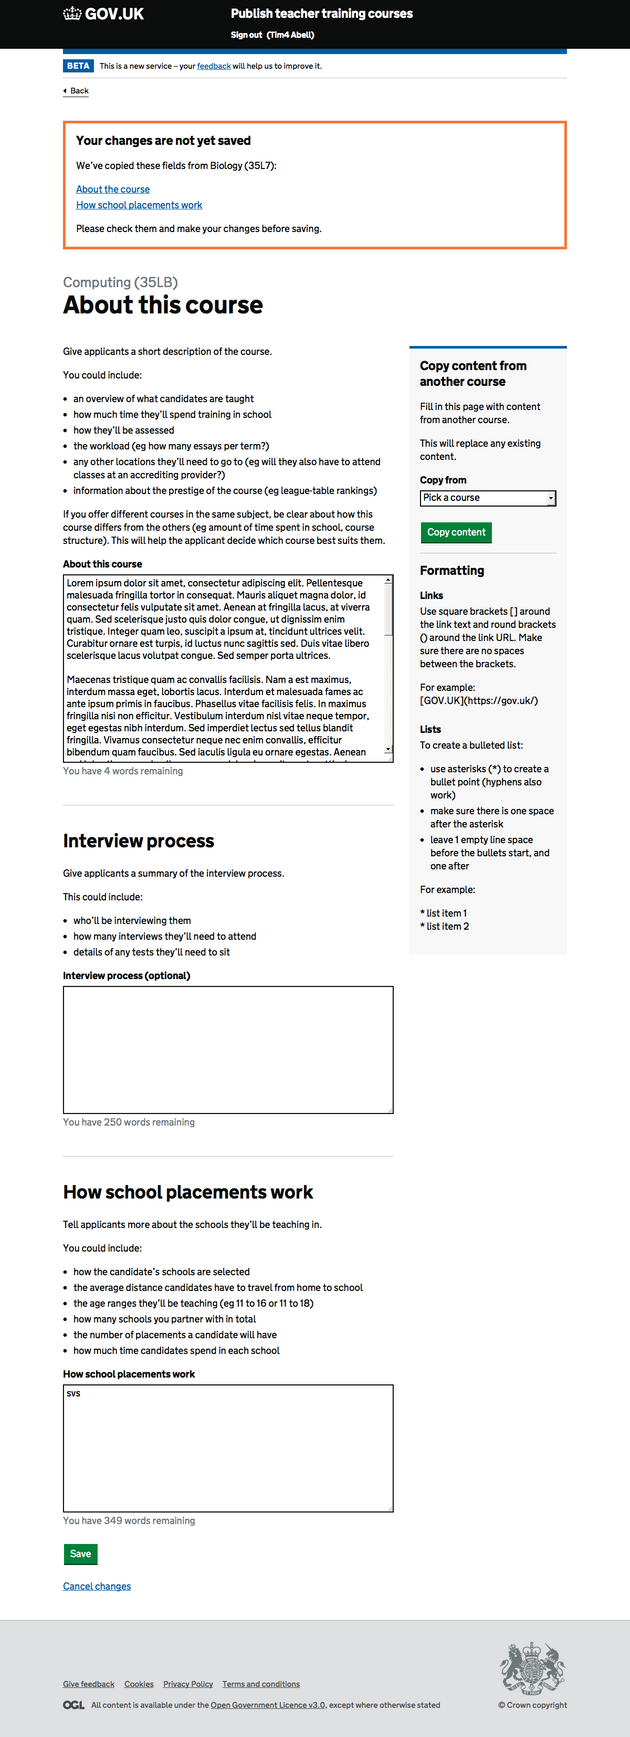 GOV.UK
Publish teacher training courses
Sign out (Tim4 Abell)
BETA This is a new service – your feedback will help us to improve it.
Back
Your changes are not yet saved
We've copied these fields from Biology (35L7):
About the course
How school placements work
Please check them and make your changes before saving.
Computing (35LB)
About this course
Give applicants a short description of the course.
You could include:
• an overview of what candidates are taught
• how much time they'll spend training in school
• how they'll be assessed
• the workload (eg how many essays per term?)
• any other locations they'll need to go to (eg will they also have to attend
classes at an accrediting provider?)
• information about the prestige of the course (eg league-table rankings)
If you offer different courses in the same subject, be clear about how this
course differs from the others (eg amount of time spent in school, course
structure). This will help the applicant decide which course best suits them.
About this course
Lorem ipsum dolor sit amet, consectetur adipiscing elit. Pellentesque
malesuada fringilla tortor in consequat. Mauris aliquet magna dolor, id
consectetur felis vulputate sit amet. Aenean at fringilla lacus, at viverra
quam. Sed scelerisque justo quis dolor congue, ut dignissim enim
tristique. Integer quam leo, suscipit a ipsum at, tincidunt ultrices velit.
Curabitur ornare est turpis, id luctus nunc sagittis sed. Duis vitae libero
scelerisque lacus volutpat congue. Sed semper porta ultrices.
Maecenas tristique quam ac convallis facilisis. Nam a est maximus,
interdum massa eget, lobortis lacus. Interdum et malesuada fames ac
ante ipsum primis in faucibus. Phasellus vitae facilisis felis. In maximus
fringilla nisi non efficitur. Vestibulum interdum nisl vitae neque tempor,
eget egestas nibh interdum. Sed imperdiet lectus sed tellus blandit
fringilla. Vivamus consectetur neque nec enim convallis, efficitur
bibendum quam faucibus. Sed iaculis ligula eu ornare egestas. Aenean
You have 4 words remaining
Interview process
Give applicants a summary of the interview process.
This could include:
• who'll be interviewing them
• how many interviews they'll need to attend
• details of any tests they'll need to sit
Interview process (optional)
You have 250 words remaining
How school placements work
Tell applicants more about the schools they'll be teaching in.
You could include:
• how the candidate's schools are selected
• the average distance candidates have to travel from home to school
• the age ranges they'll be teaching (eg 11 to 16 or 11 to 18)
• how many schools you partner with in total
• the number of placements a candidate will have
• how much time candidates spend in each school
How school placements work
svs
You have 349 words remaining
Save
Cancel changes
Copy content from
another course
Fill in this page with content
from another course.
This will replace any existing
content.
Copy from
Pick a course
Copy content
Formatting
Links
Use square brackets [] around
the link text and round brackets
() around the link URL. Make
sure there are no spaces
between the brackets.
For example:
[GOV.UK](https://gov.uk/)
Lists
To create a bulleted list:
• use asterisks (*) to create a
bullet point (hyphens also
work)
• make sure there is one space
after the asterisk
• leave 1 empty line space
before the bullets start, and
one after
For example:
* list item 1
* list item 2
Give feedback Cookies Privacy Policy Terms and conditions
OGL All content is available under the Open Government Licence v3.0, except where otherwise stated
© Crown copyright